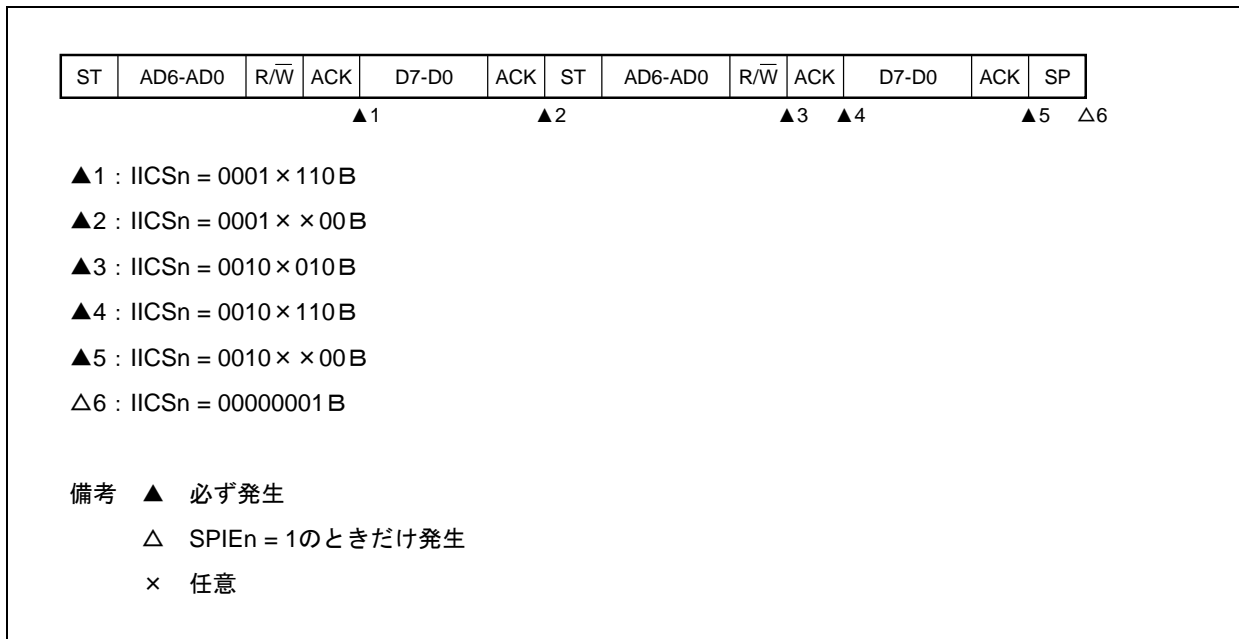 ST AD6-AD0 R/W̅ ACK D7-D0 ACK ST AD6-AD0 R/W̅ ACK D7-D0 ACK SP
▲1 ▲2 ▲3 ▲4 ▲5 △6
▲1：IICSn = 0001×110B
▲2：IICSn = 0001××00B
▲3：IICSn = 0010×010B
▲4：IICSn = 0010×110B
▲5：IICSn = 0010××00B
△6：IICSn = 00000001B
備考 ▲ 必ず発生
△ SPIEn = 1のときだけ発生
× 任意